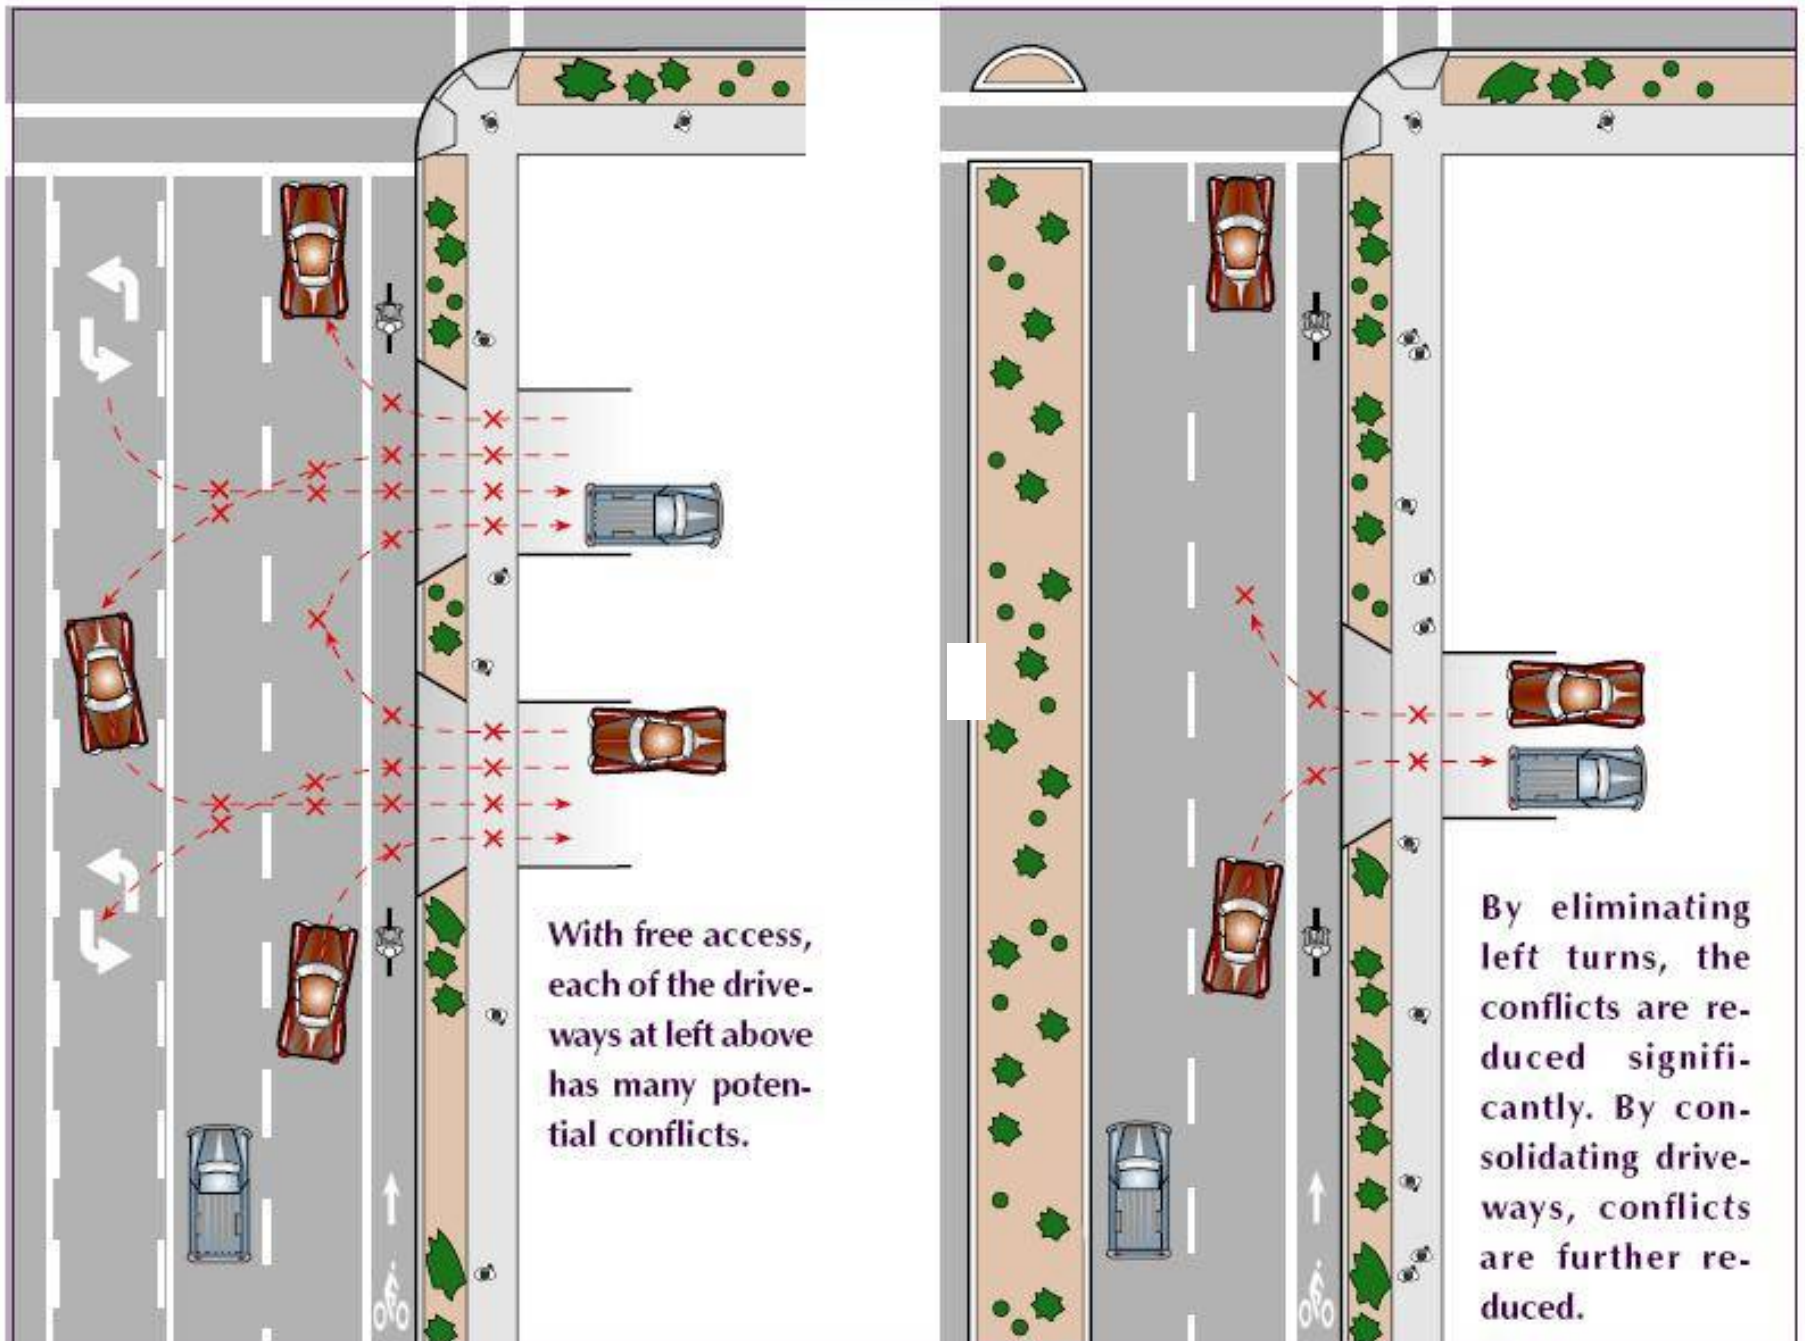 With free access,
each of the drive-
ways at left above
has many poten-
tial conflicts.
By eliminating
left turns, the
conflicts are re-
duced signifi-
cantly. By con-
solidating drive-
ways, conflicts
are further re-
duced.